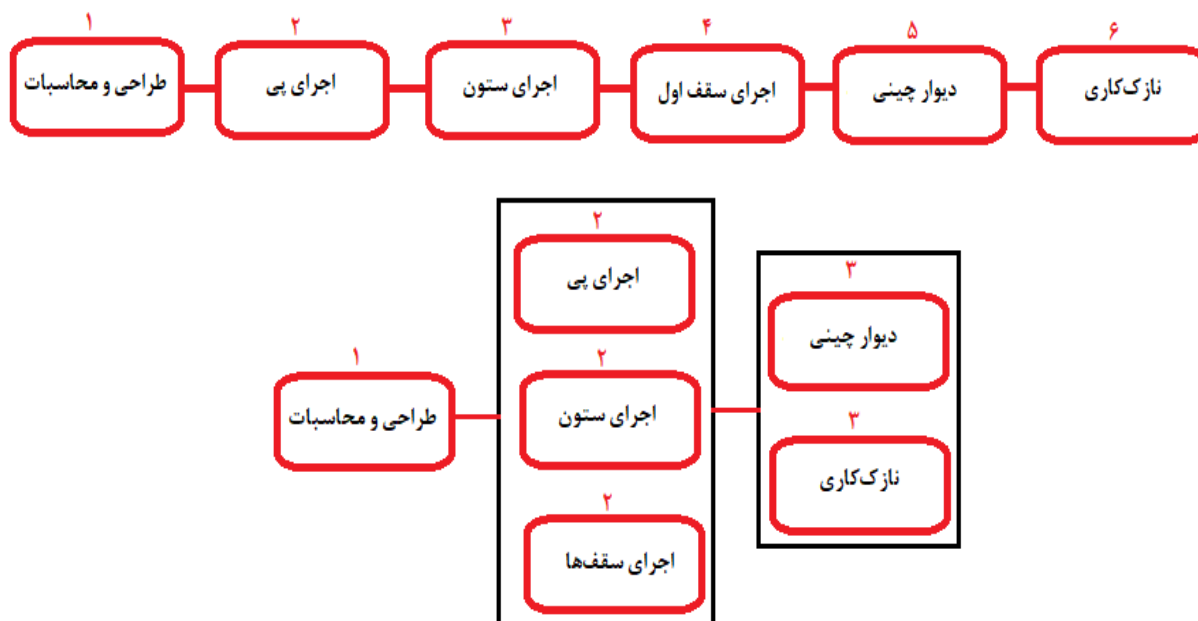 ۱ ۲ ۳ ۴ ۵ ۶
طراحی و محاسبات
اجرای پی
اجرای ستون
اجرای سقف اول
دیوار چینی
نازک‌کاری
۱
طراحی و محاسبات
۲
اجرای پی
۲
اجرای ستون
۲
اجرای سقف‌ها
۳
دیوار چینی
۳
نازک‌کاری